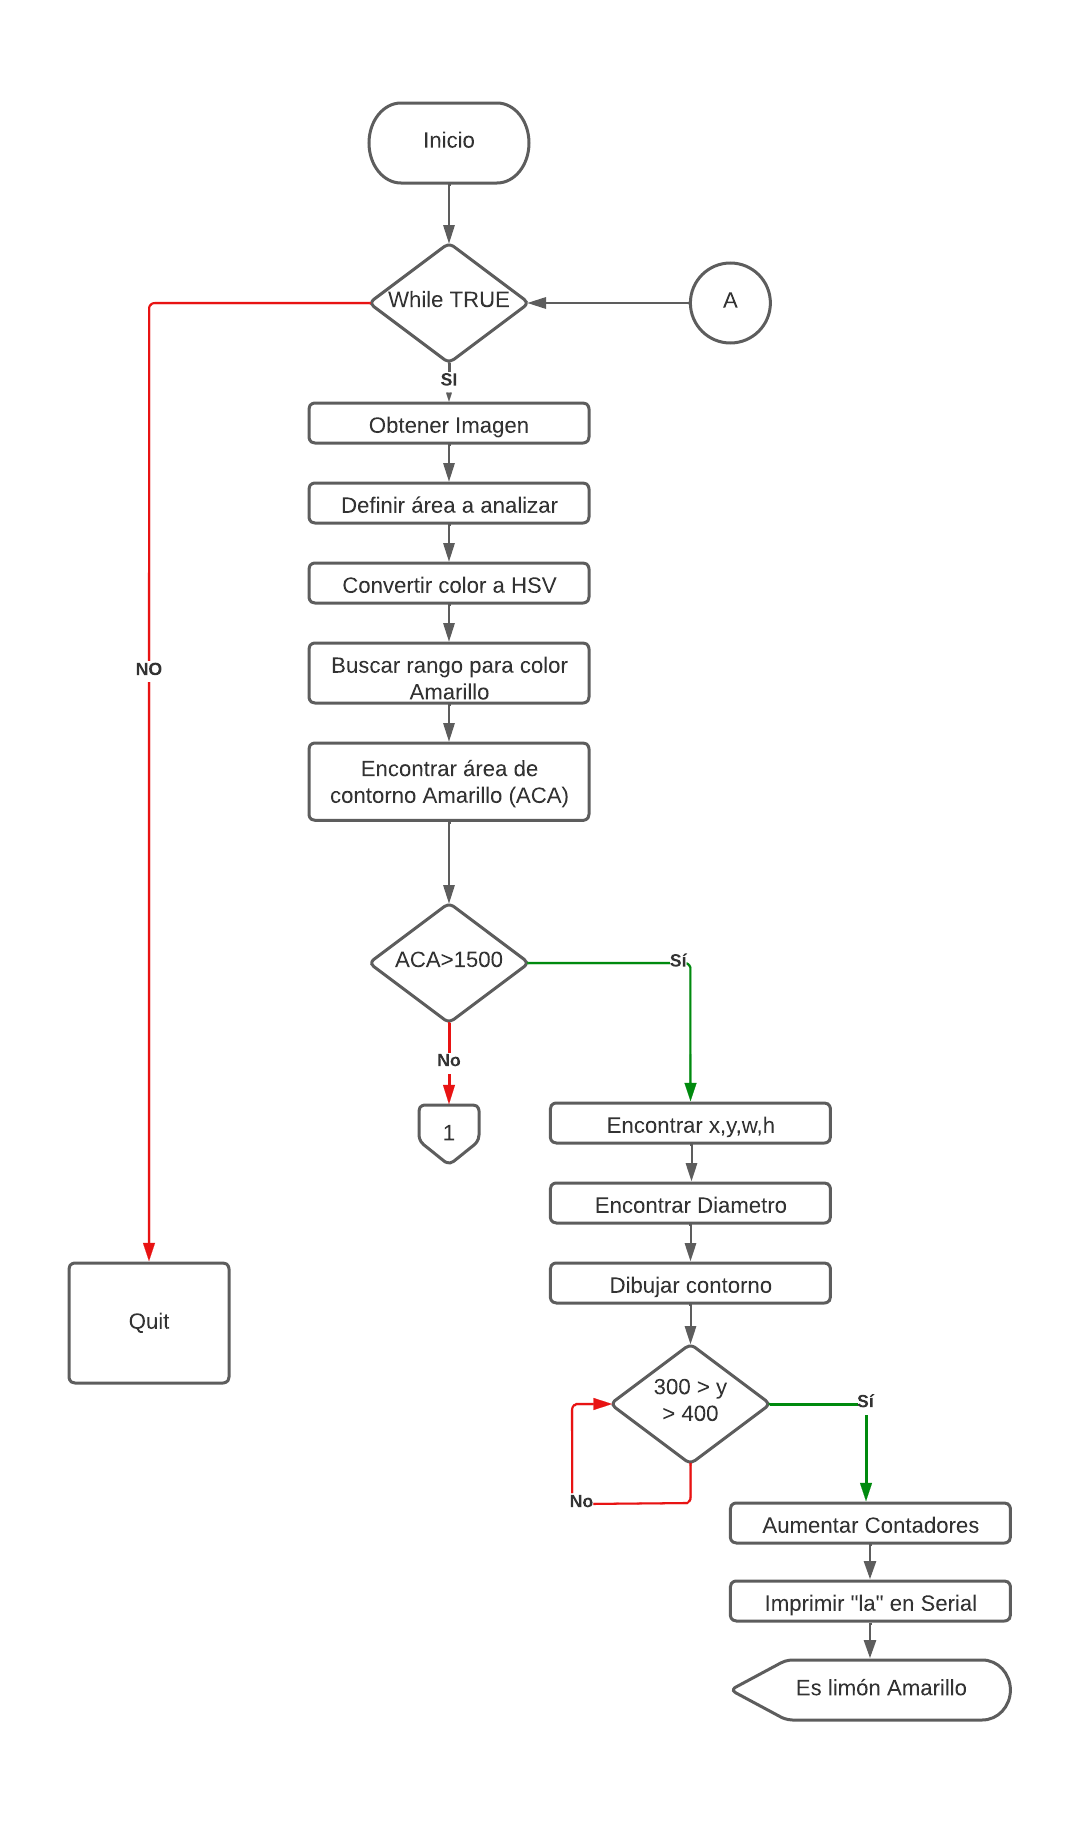 Inicio
While TRUE
A
SI
Obtener Imagen
Definir área a analizar
Convertir color a HSV
NO
Buscar rango para color
Amarillo
Encontrar área de
contorno Amarillo (ACA)
ACA>1500
Sí
No
1
Encontrar x,y,w,h
Encontrar Diametro
Dibujar contorno
Quit
300 > y
> 400
Sí
No
Aumentar Contadores
Imprimir "la" en Serial
Es limón Amarillo